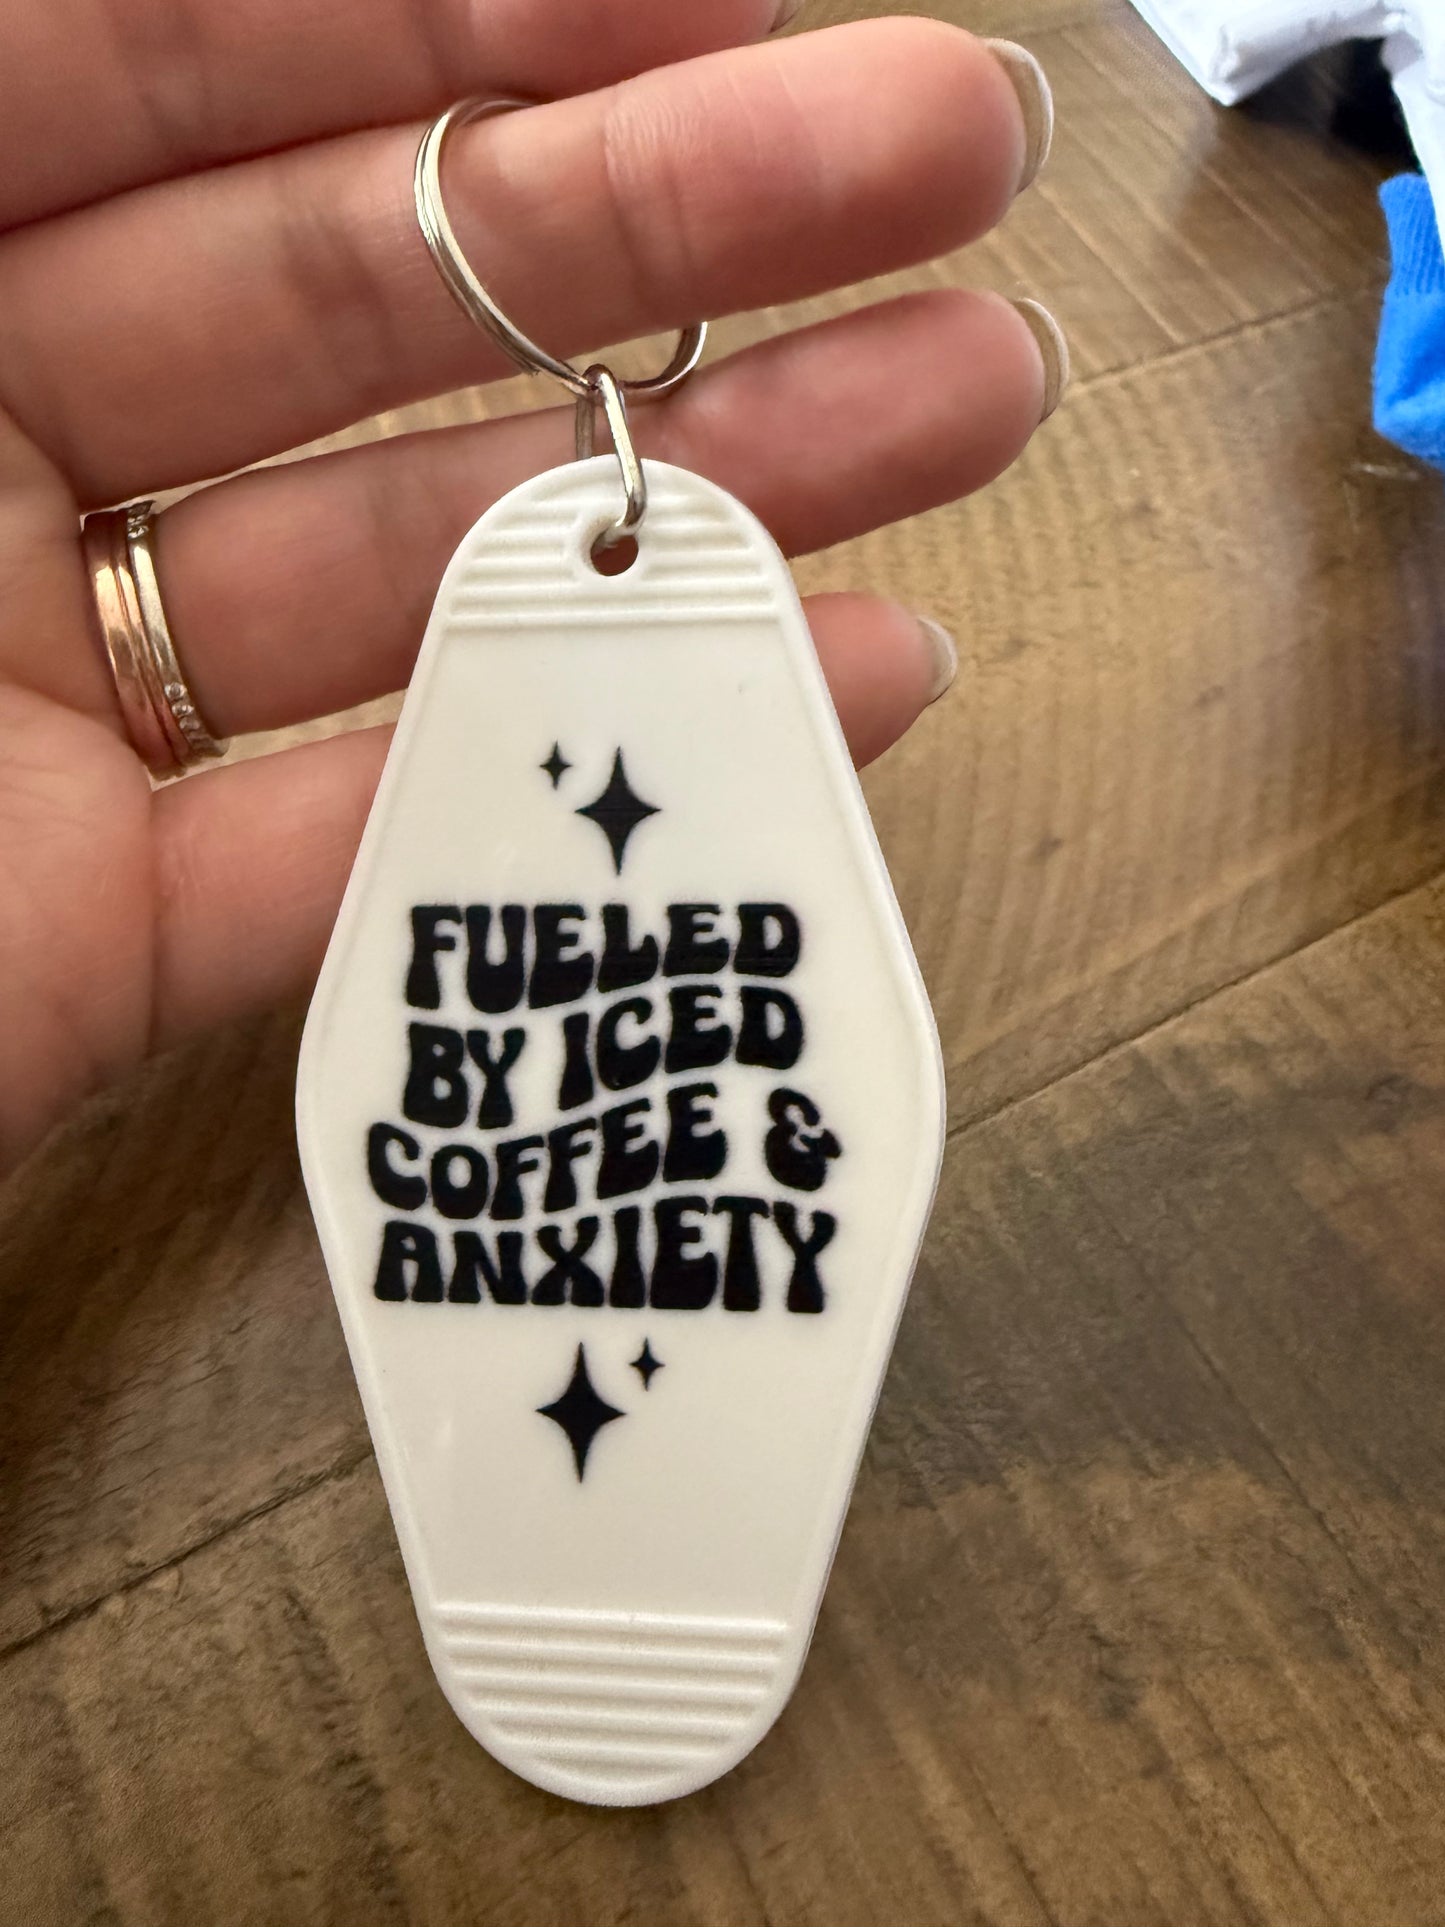 FUELED
BY ICED
COFFEE &
ANXIETY